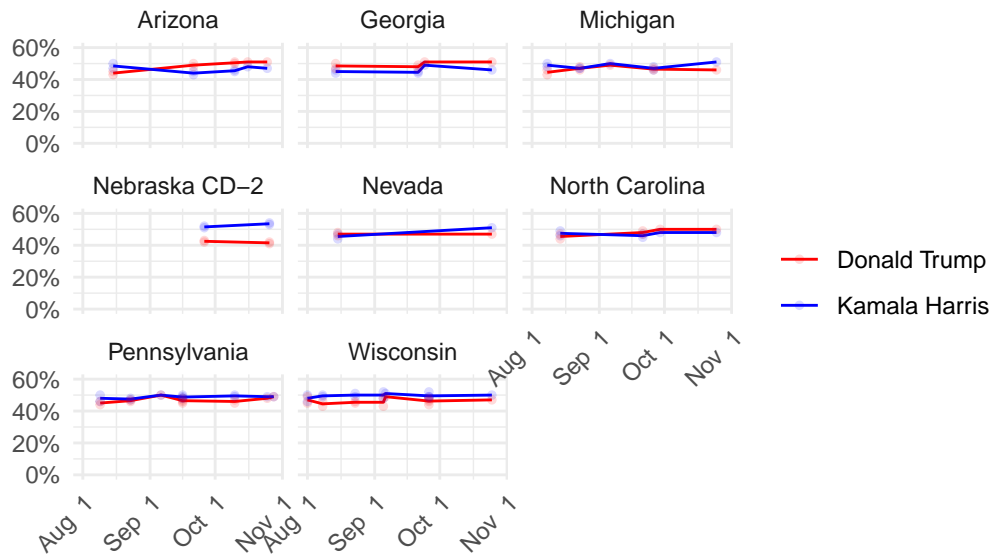 Arizona
Georgia
Michigan
60%
40%
20%
0%
Nebraska CD−2
Nevada
North Carolina
60%
40%
20%
0%
Donald Trump
Kamala Harris
Aug 1
Sep 1
Oct 1
Nov 1
Pennsylvania
Wisconsin
60%
40%
20%
0%
Aug 1
Sep 1
Oct 1
Nov 1
Aug 1
Sep 1
Oct 1
Nov 1